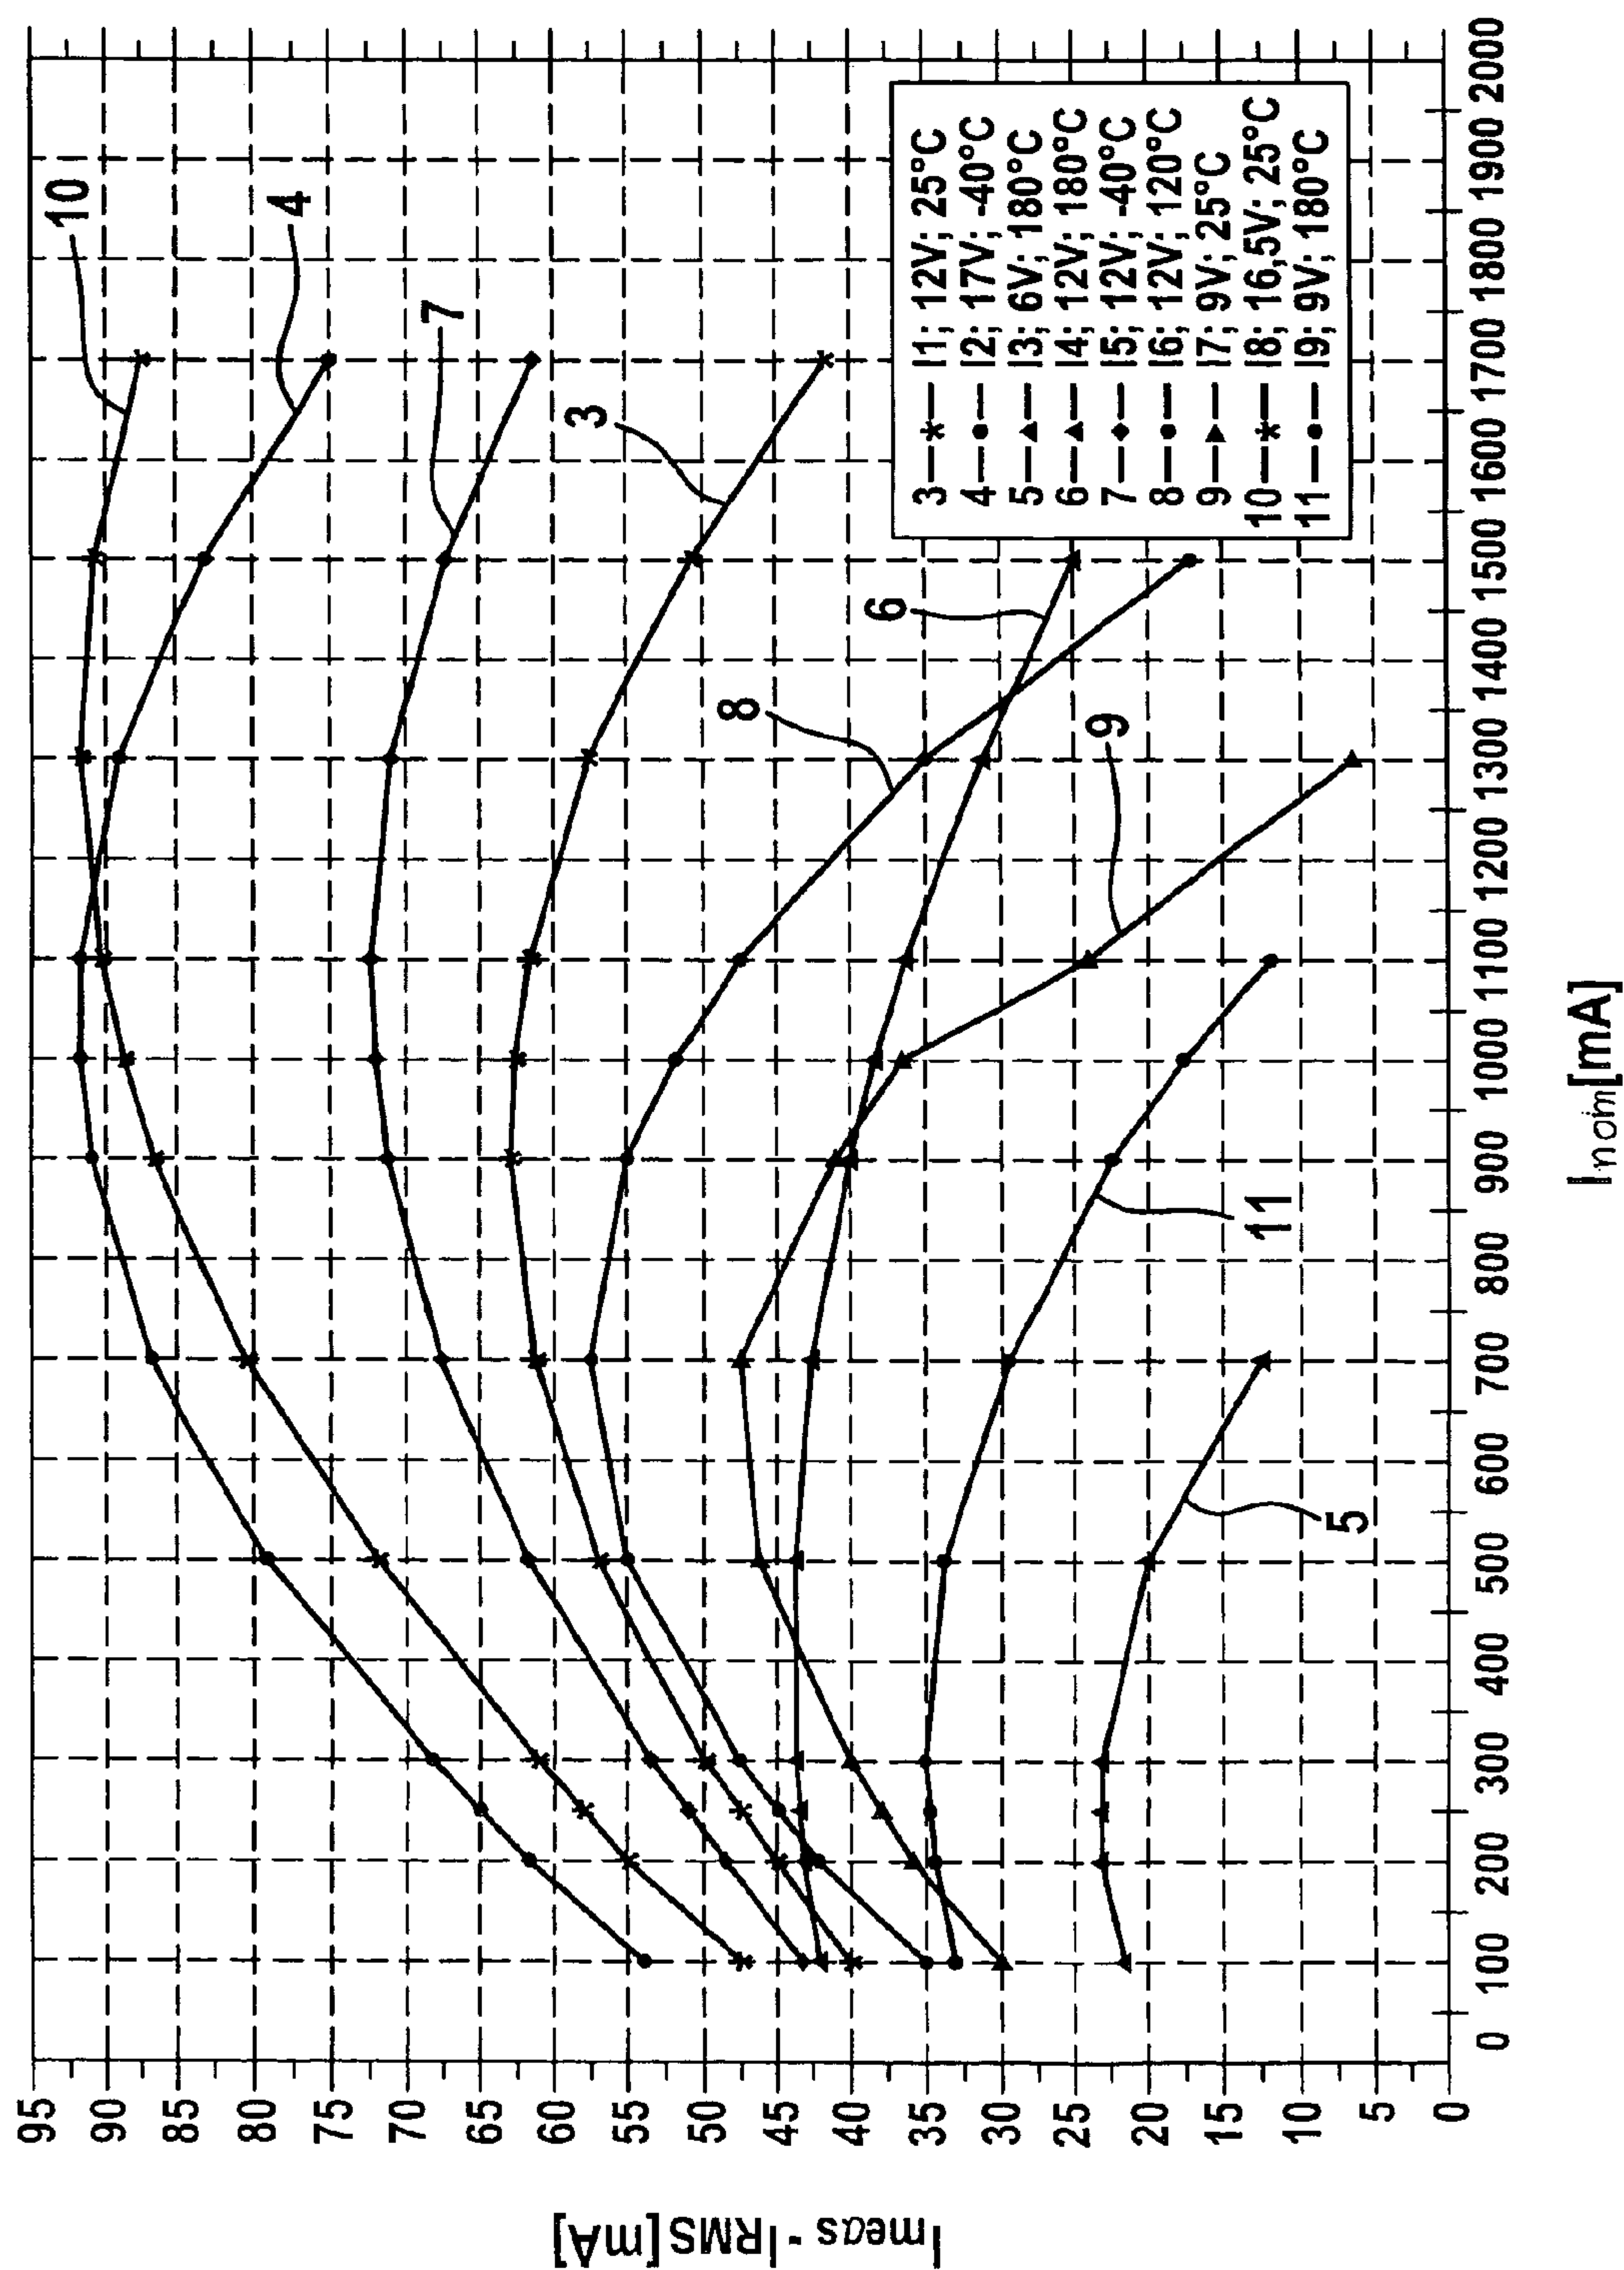 10
4
7
3
8
6
9
11
5
3 I1; 12V; 25°C
4 I2; 17V; -40°C
5 I3; 6V; 180°C
6 I4; 12V; 180°C
7 I5; 12V; -40°C
8 I6; 12V; 120°C
9 I7; 9V; 25°C
10 I8; 16,5V; 25°C
11 I9; 9V; 180°C
95
90
85
80
75
70
65
60
55
50
45
40
35
30
25
20
15
10
5
0
0 100 200 300 400 500 600 700 800 900 1000 1100 1200 1300 1400 1500 1600 1700 1800 1900 2000
Imeas - IRMS[mA]
Inom[mA]